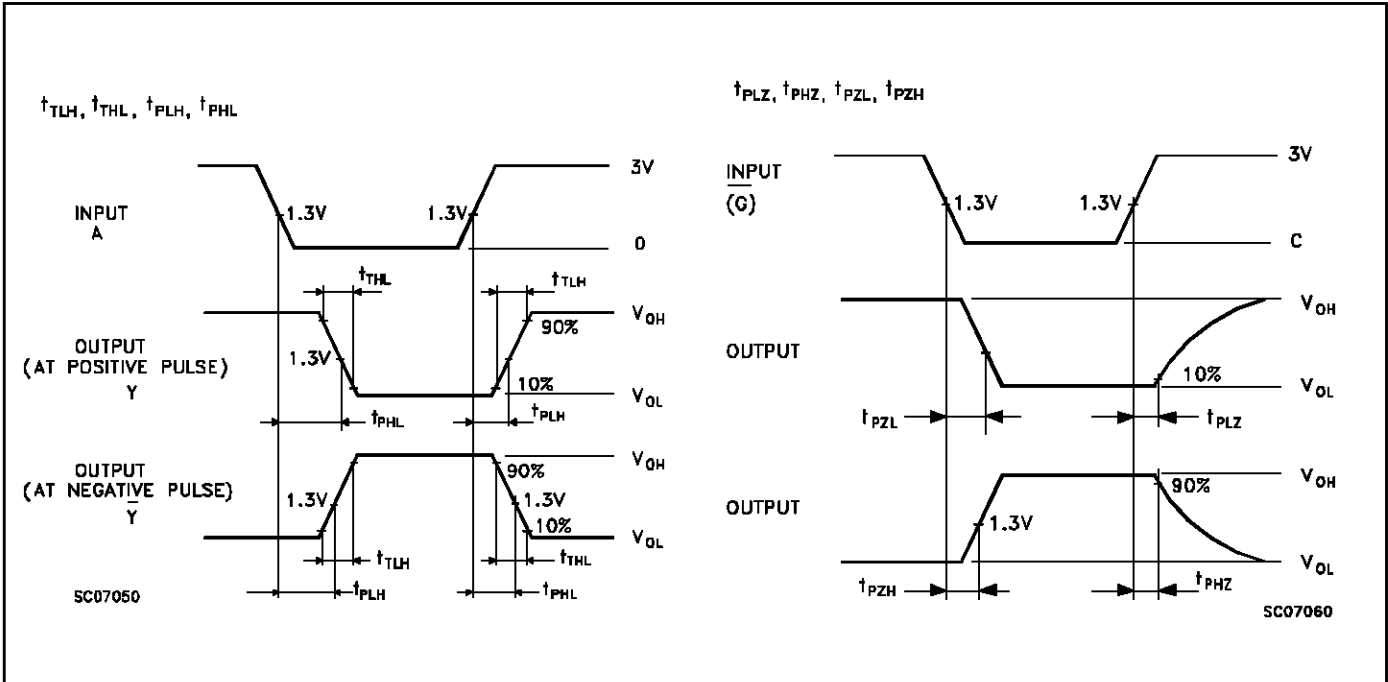 tTLH, tTHL, tPLH, tPHL
INPUT
A
1.3V
1.3V
3V
0
tTHL
tTLH
OUTPUT
(AT POSITIVE PULSE)
Y
1.3V
VOH
90%
10%
VOL
tPHL
tPLH
OUTPUT
(AT NEGATIVE PULSE)
Y̅
1.3V
VOH
90%
1.3V
10%
VOL
tTLH
tTHL
tPLH
tPHL
SC07050
tPLZ, tPHZ, tPZL, tPZH
INPUT
(G̅)
1.3V
1.3V
3V
C
OUTPUT
VOH
10%
VOL
tPZL
tPLZ
OUTPUT
1.3V
VOH
90%
VOL
tPZH
tPHZ
SC07060